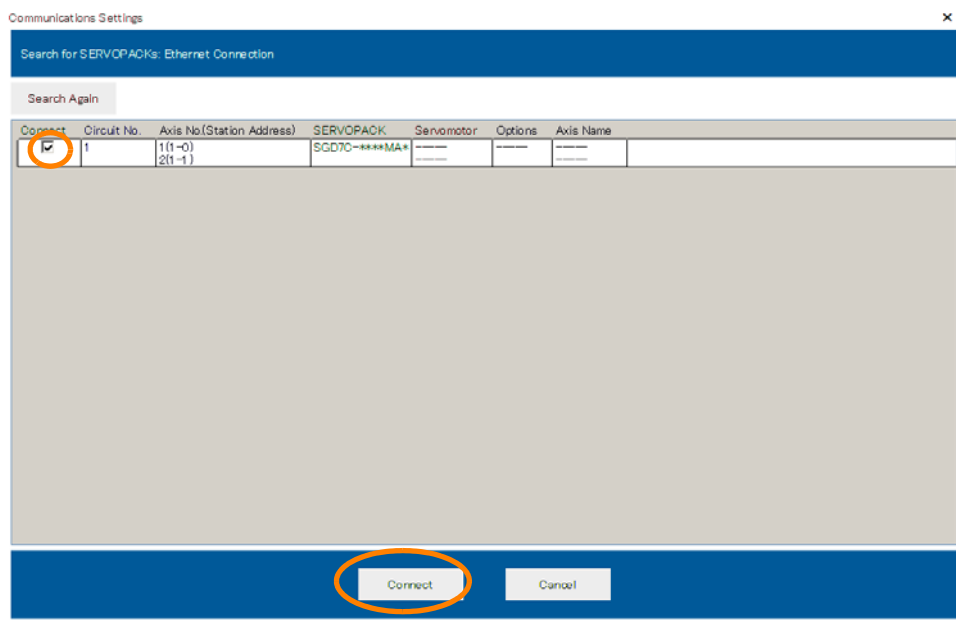 Communications Settings
Search for SERVOPACKs: Ethernet Connection
Search Again
Connect Circuit No. Axis No.(Station Address) SERVOPACK Servomotor Options Axis Name
1 1(1-0) SGD7C-****MA* ----- ----- -----
2(1-1) ----- -----
Connect Cancel